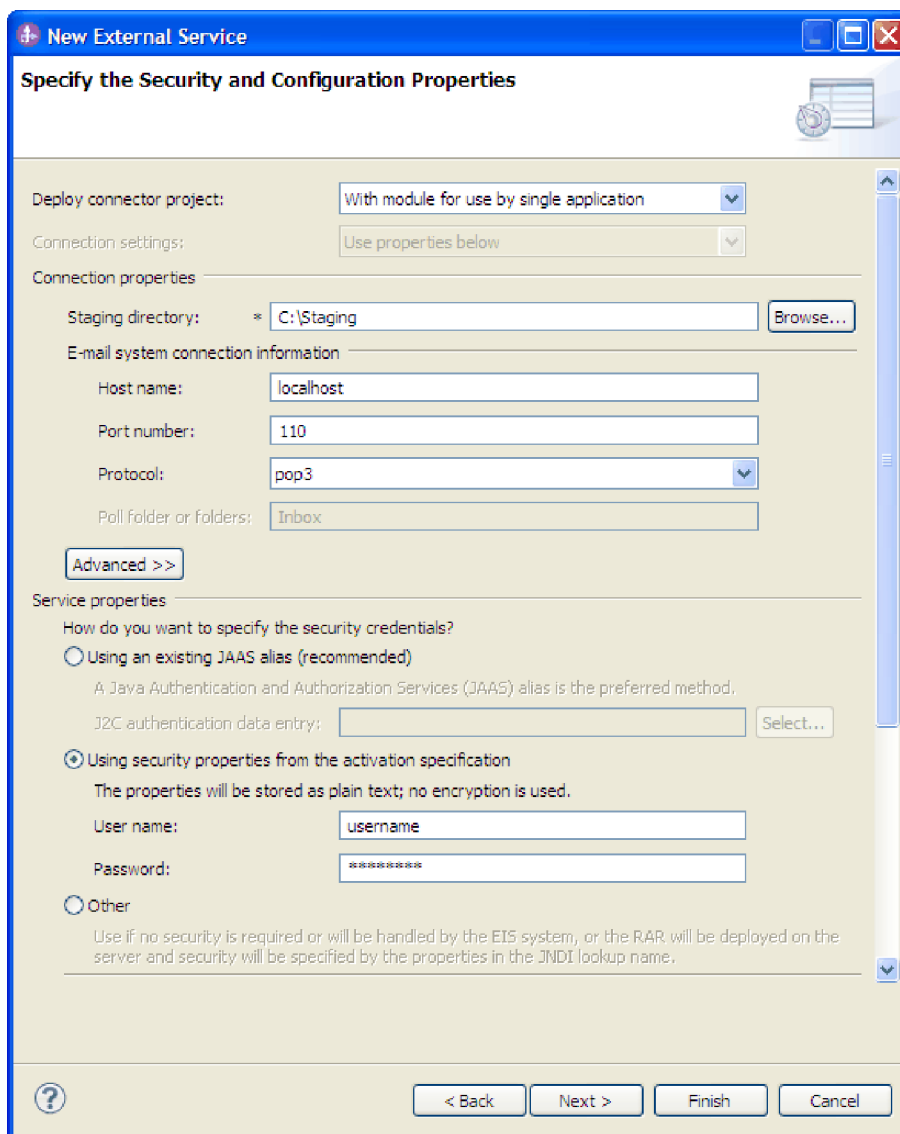 New External Service
Specify the Security and Configuration Properties
Deploy connector project: With module for use by single application
Connection settings: Use properties below
Connection properties
Staging directory: * C:\Staging Browse...
E-mail system connection information
Host name: localhost
Port number: 110
Protocol: pop3
Poll folder or folders: Inbox
Advanced >>
Service properties
How do you want to specify the security credentials?
Using an existing JAAS alias (recommended)
A Java Authentication and Authorization Services (JAAS) alias is the preferred method.
J2C authentication data entry: Select...
Using security properties from the activation specification
The properties will be stored as plain text; no encryption is used.
User name: username
Password: ********
Other
Use if no security is required or will be handled by the EIS system, or the RAR will be deployed on the
server and security will be specified by the properties in the JNDI lookup name.
? < Back Next > Finish Cancel